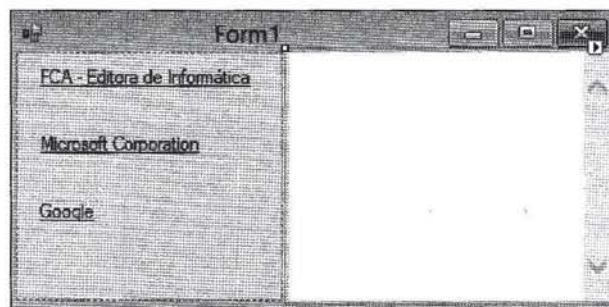 Form1
FCA - Editora de Informática
Microsoft Corporation
Google